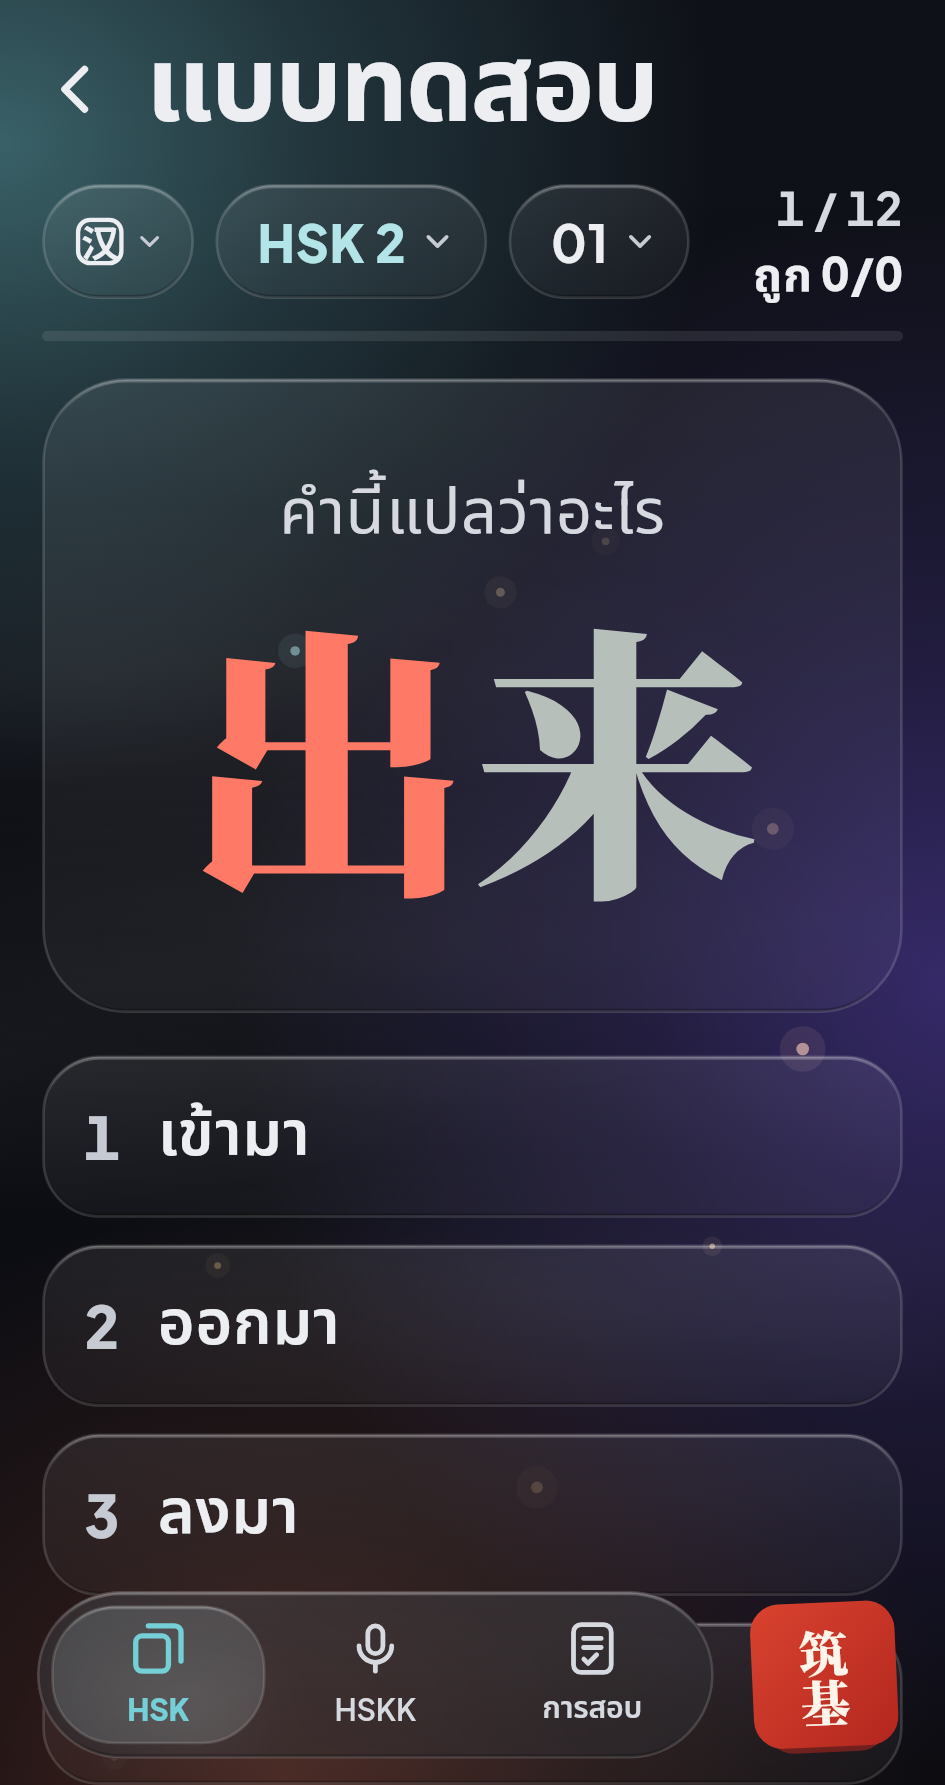 แบบทดสอบ
汉
HSK 2
01
1 / 12
ถูก 0/0
คำนี้แปลว่าอะไร
出来
1 เข้ามา
2 ออกมา
3 ลงมา
HSK
HSKK
การสอบ
筑
基